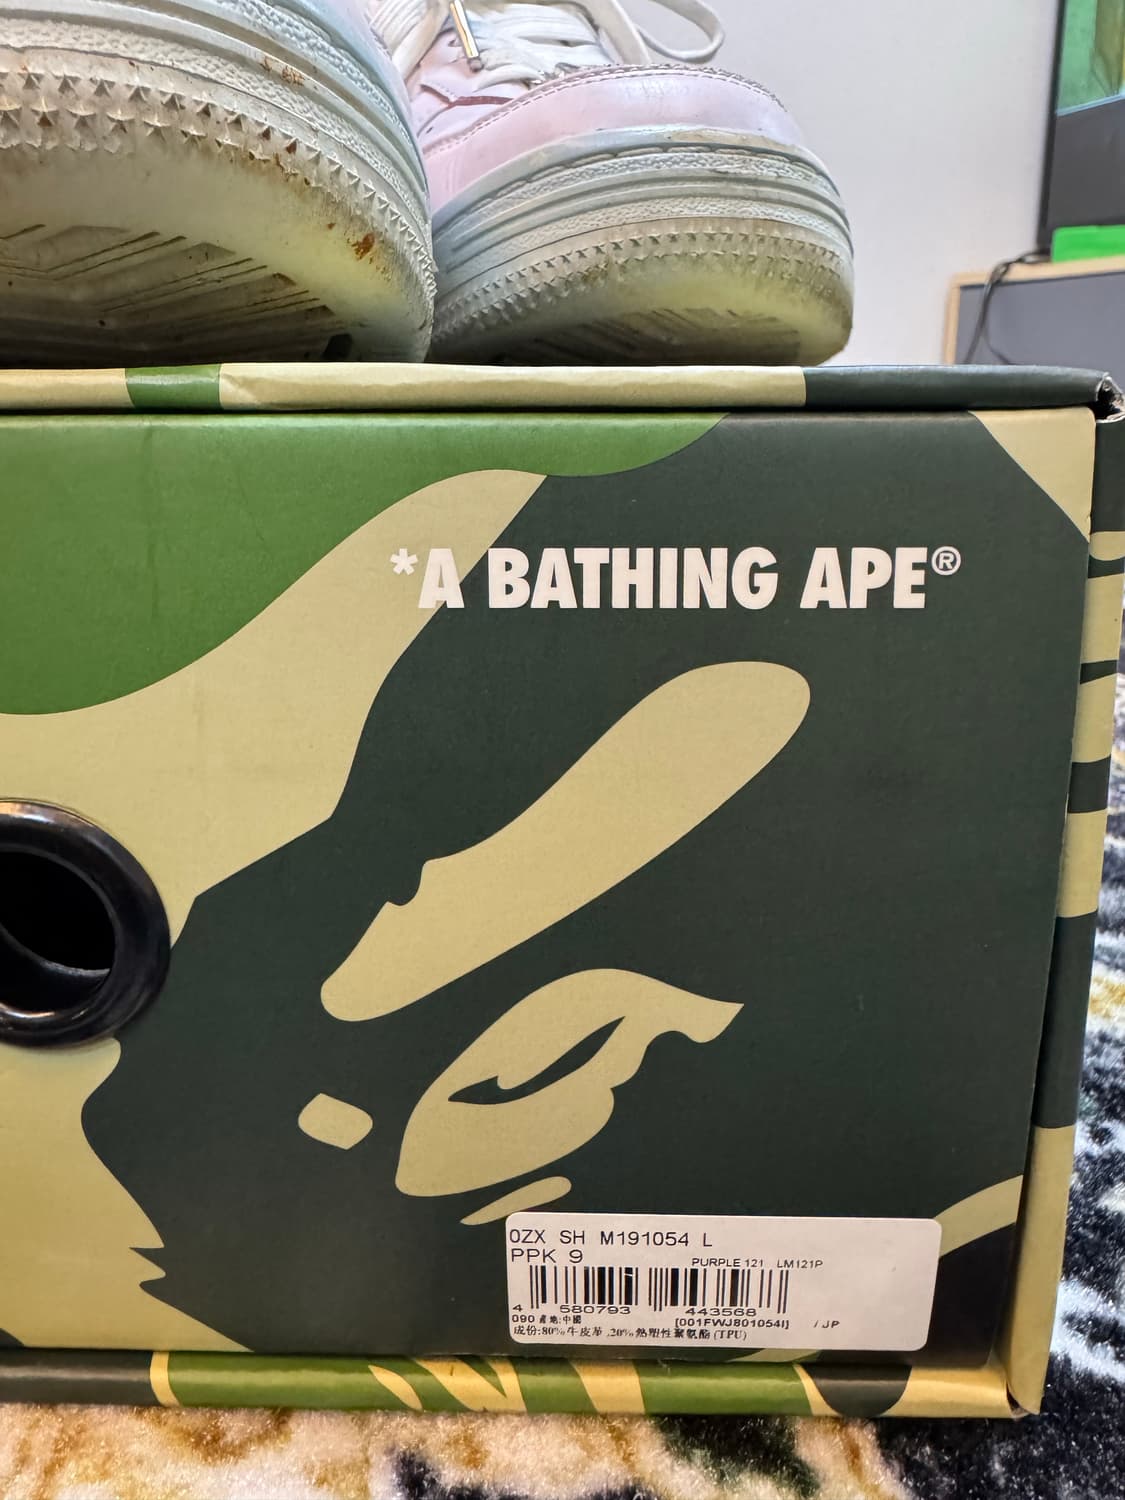 *A BATHING APE®
0ZX SH M191054 L
PPK 9
PURPLE 121 LM121P
4 580793 443568
090 產地:中國 [001FWJ801054I] /JP
成份:80%牛皮革 ,20%熱塑性聚氨酯 (TPU)